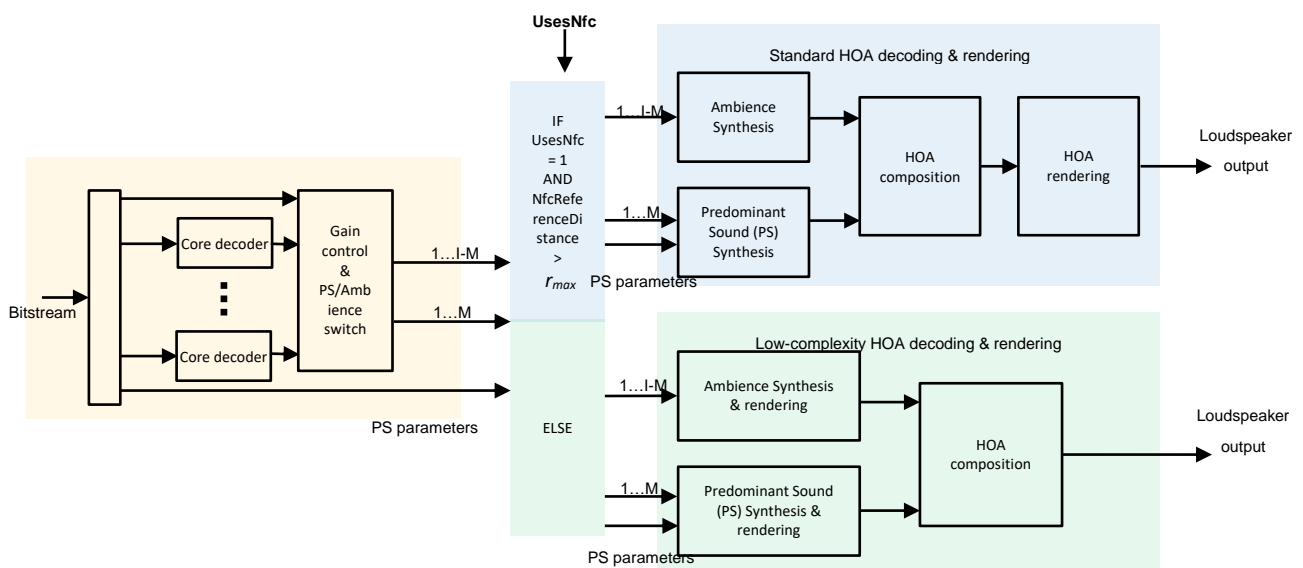 UsesNfc
Standard HOA decoding & rendering
IF
UsesNfc
= 1
AND
NfcRefe
renceDi
stance
>
r_max
1…I-M
Ambience
Synthesis
1…M
Predominant
Sound (PS)
Synthesis
PS parameters
HOA
composition
HOA
rendering
Loudspeaker
output
Bitstream
Core decoder
Core decoder
Gain
control
&
PS/Amb
ience
switch
1…I-M
1…M
PS parameters
ELSE
Low-complexity HOA decoding & rendering
1…I-M
Ambience Synthesis
& rendering
1…M
Predominant Sound
(PS) Synthesis &
rendering
PS parameters
HOA
composition
Loudspeaker
output